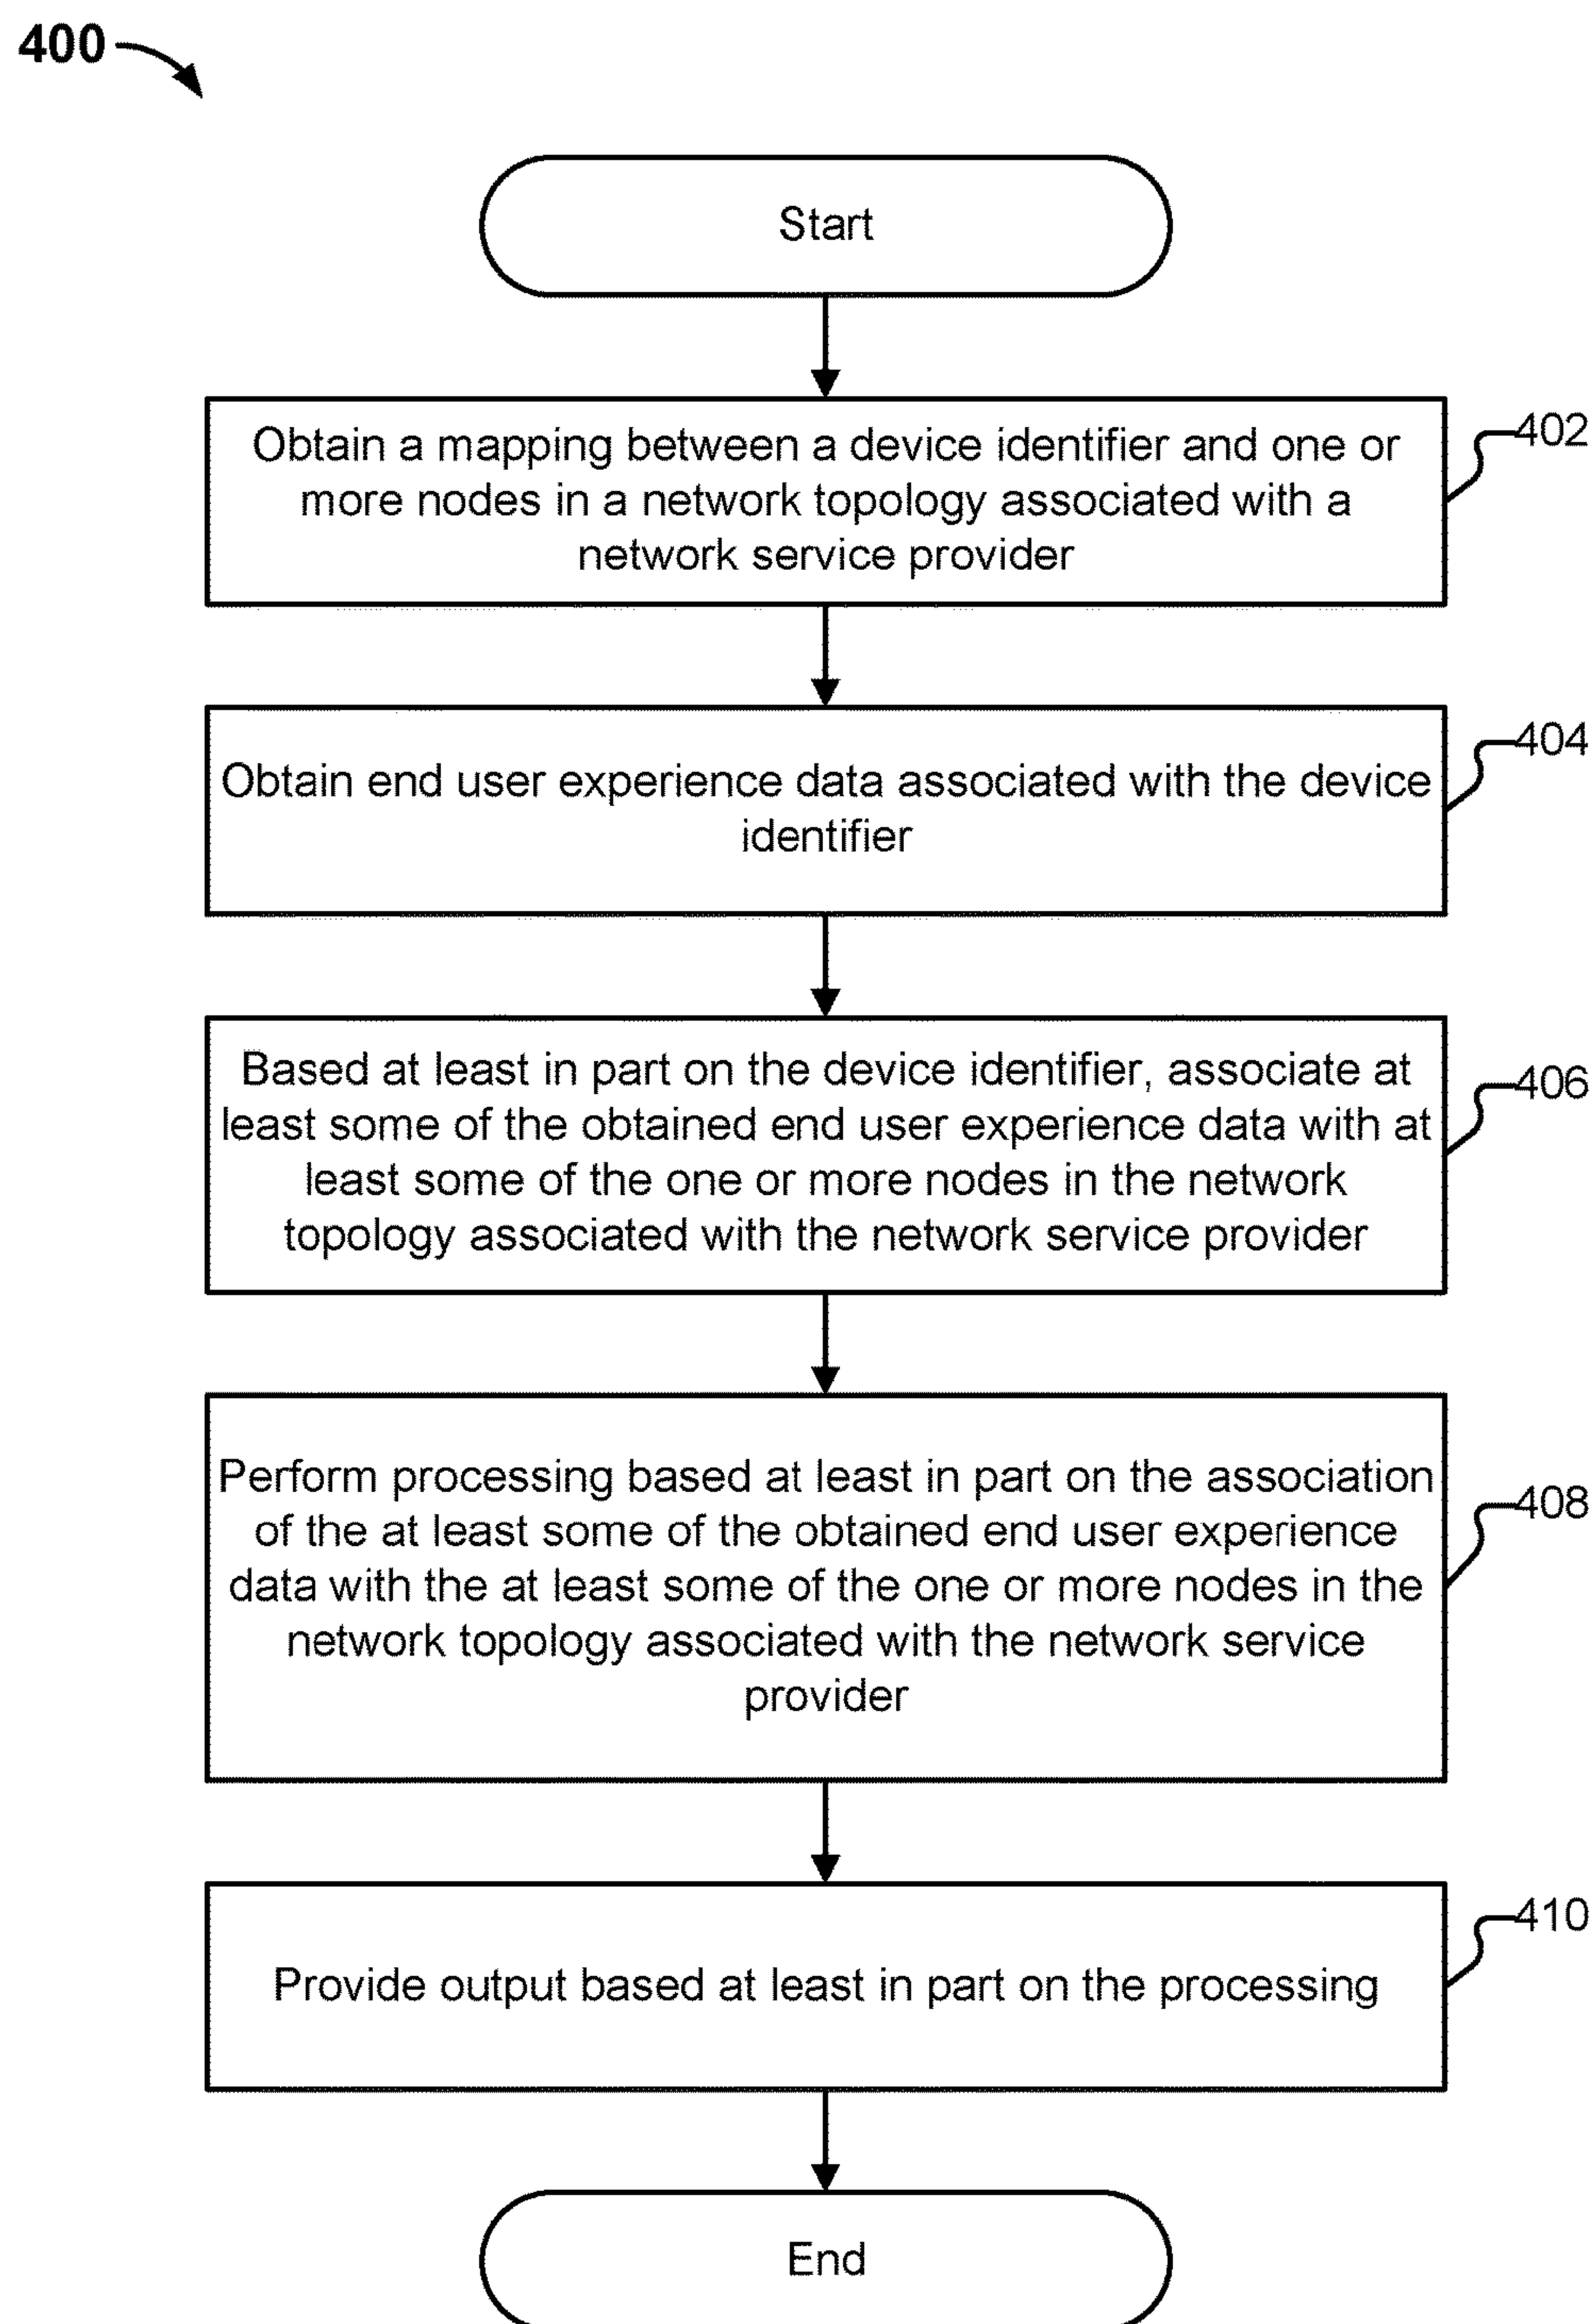 400
Start
Obtain a mapping between a device identifier and one or
more nodes in a network topology associated with a
network service provider
402
Obtain end user experience data associated with the device
identifier
404
Based at least in part on the device identifier, associate at
least some of the obtained end user experience data with at
least some of the one or more nodes in the network
topology associated with the network service provider
406
Perform processing based at least in part on the association
of the at least some of the obtained end user experience
data with the at least some of the one or more nodes in the
network topology associated with the network service
provider
408
Provide output based at least in part on the processing
410
End